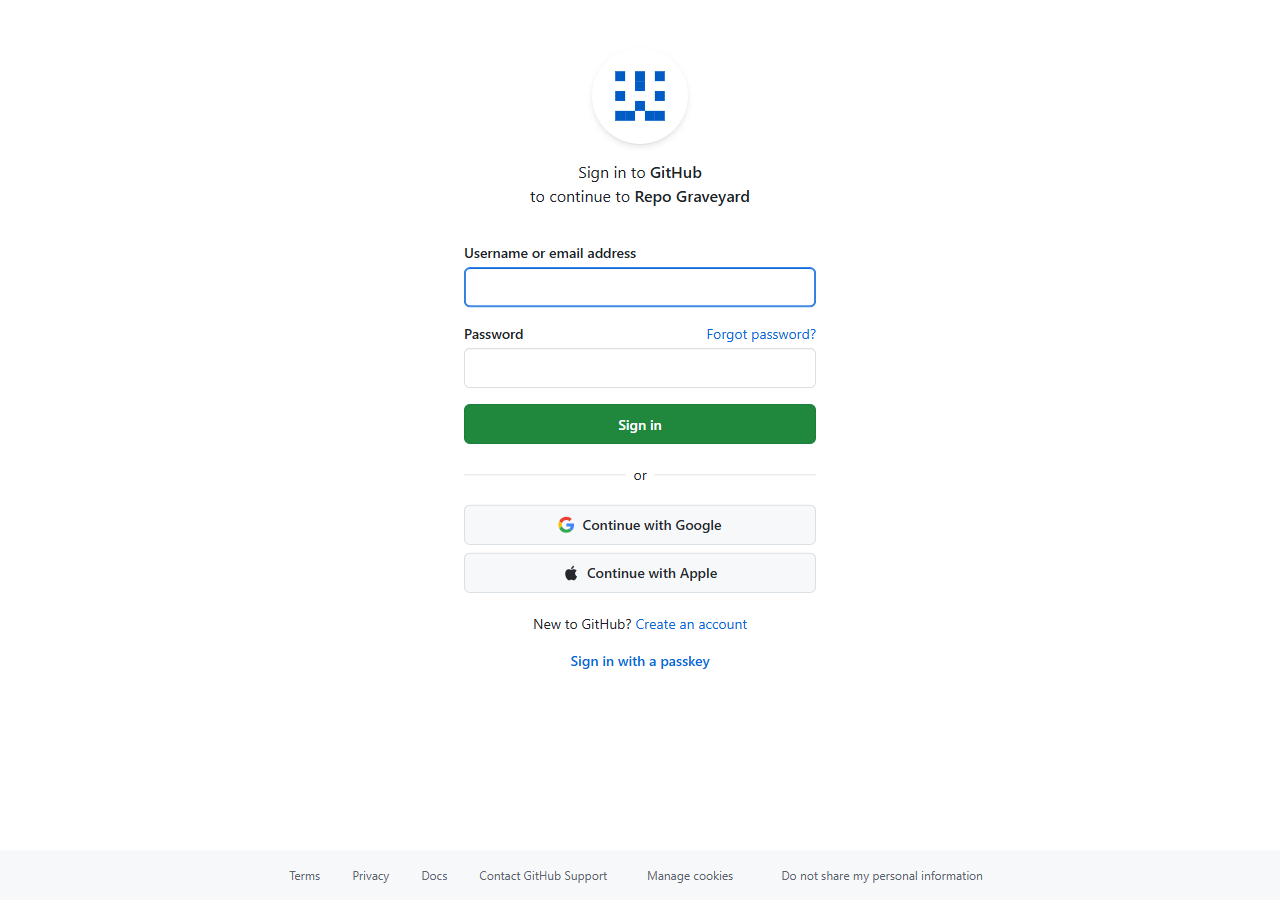 Sign in to GitHub
to continue to Repo Graveyard
Username or email address
Password
Forgot password?
Sign in
or
Continue with Google
Continue with Apple
New to GitHub? Create an account
Sign in with a passkey
Terms
Privacy
Docs
Contact GitHub Support
Manage cookies
Do not share my personal information